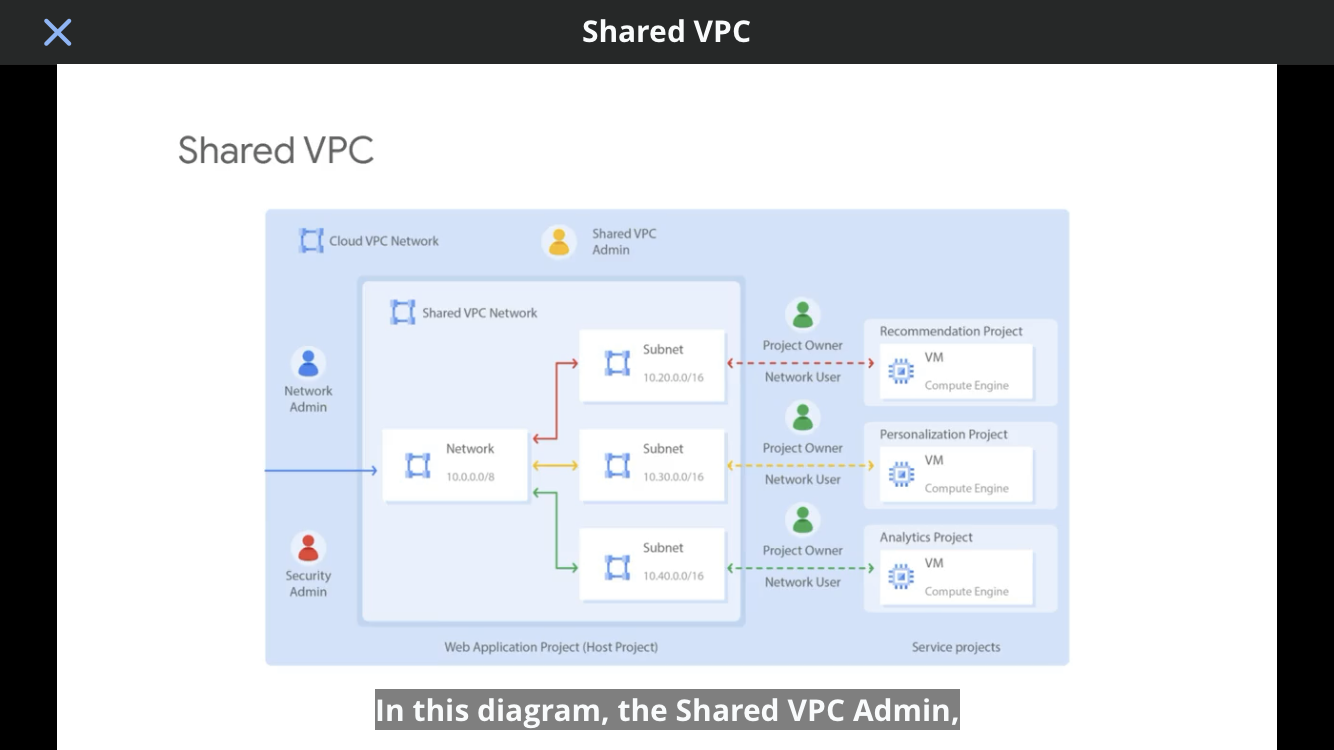 Shared VPC
Shared VPC
Cloud VPC Network
Shared VPC
Admin
Shared VPC Network
Network
Admin
Security
Admin
Network
10.0.0.0/8
Subnet
10.20.0.0/16
Subnet
10.30.0.0/16
Subnet
10.40.0.0/16
Project Owner
Network User
Project Owner
Network User
Project Owner
Network User
Recommendation Project
VM
Compute Engine
Personalization Project
VM
Compute Engine
Analytics Project
VM
Compute Engine
Web Application Project (Host Project)
Service projects
In this diagram, the Shared VPC Admin,